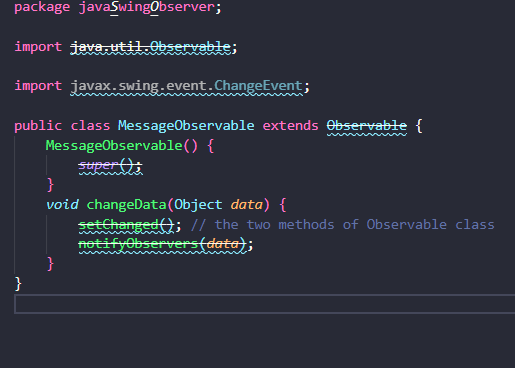 package javaSwingObserver;
import java.util.Observable;
import javax.swing.event.ChangeEvent;
public class MessageObservable extends Observable {
MessageObservable() {
super();
}
void changeData(Object data) {
setChanged(); // the two methods of Observable class
notifyObservers(data);
}
}